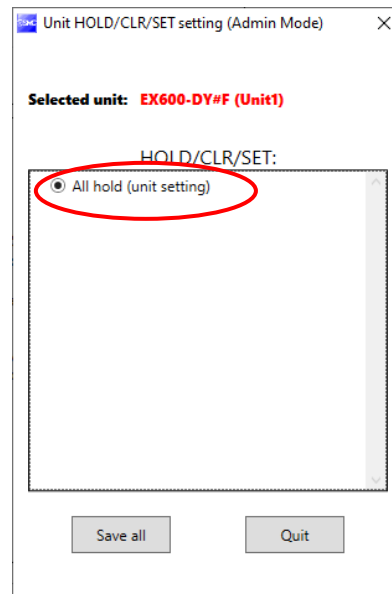 SMC Unit HOLD/CLR/SET setting (Admin Mode)
Selected unit: EX600-DY#F (Unit1)
HOLD/CLR/SET:
All hold (unit setting)
Save all Quit